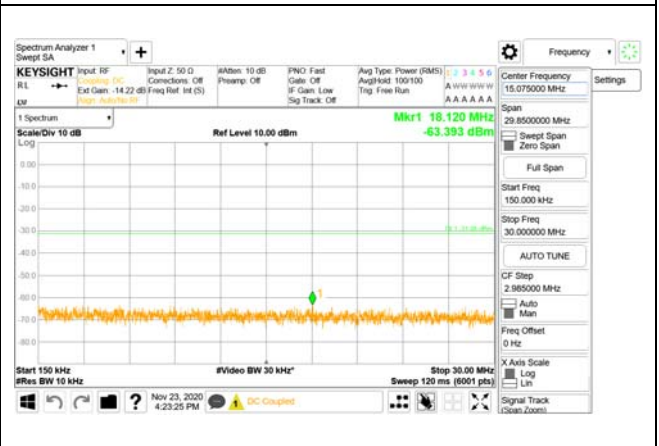 Spectrum Analyzer 1
Swept SA
Frequency
KEYSIGHT
Input: RF
Coupling: DC
Ext Gain: -14.22 dB
Align: Auto/No RF
RL
Input Z: 50 Ω
Corrections: Off
Freq Ref: Int (S)
#Atten: 10 dB
Preamp: Off
PNO: Fast
Gate: Off
IF Gain: Low
Sig Track: Off
Avg Type: Power (RMS)
Avg|Hold: 100/100
Trig: Free Run
1 2 3 4 5 6
A W W W W W
A A A A A A
1 Spectrum
Scale/Div 10 dB
Ref Level 10.00 dBm
Mkr1 18.120 MHz
-63.393 dBm
Log
0.00
-10.0
-20.0
-30.0
-40.0
-50.0
-60.0
-70.0
-80.0
1
Start 150 kHz
#Res BW 10 kHz
#Video BW 30 kHz*
Stop 30.00 MHz
Sweep 120 ms (6001 pts)
Nov 23, 2020
4:23:25 PM
DC Coupled
Center Frequency
15.075000 MHz
Settings
Span
29.8500000 MHz
Swept Span
Zero Span
Full Span
Start Freq
150.000 kHz
Stop Freq
30.000000 MHz
AUTO TUNE
CF Step
2.985000 MHz
Auto
Man
Freq Offset
0 Hz
X Axis Scale
Log
Lin
Signal Track
(Span Zoom)